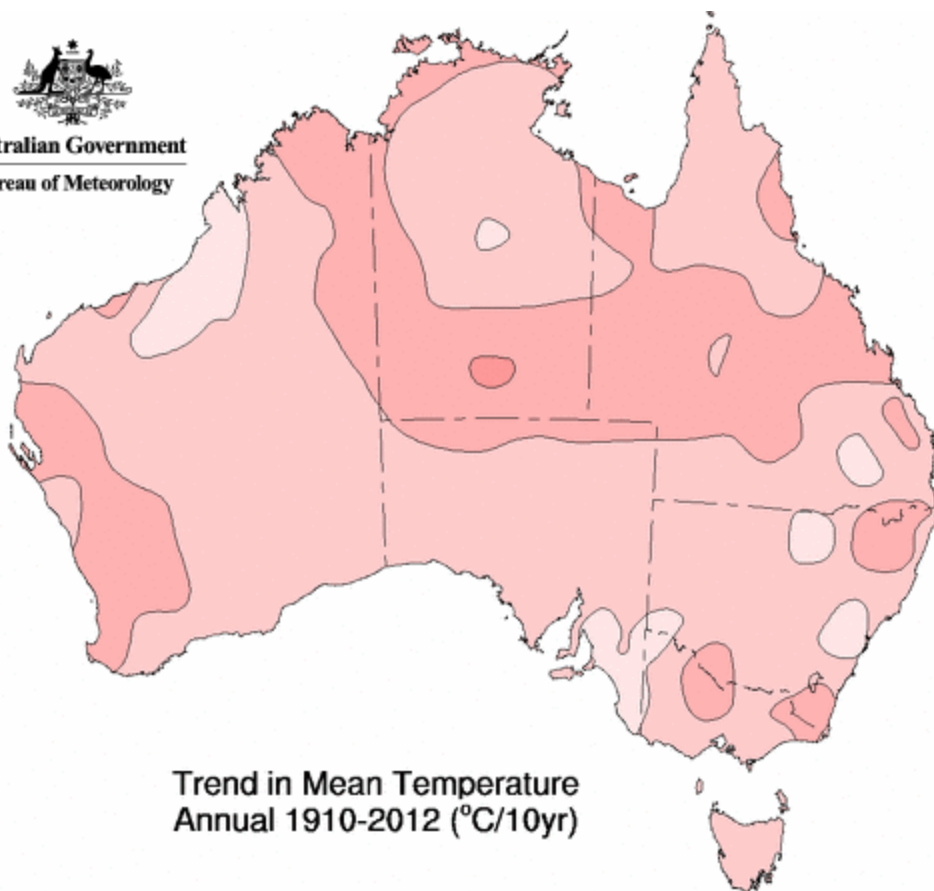 tralian Government
reau of Meteorology
Trend in Mean Temperature
Annual 1910-2012 (°C/10yr)